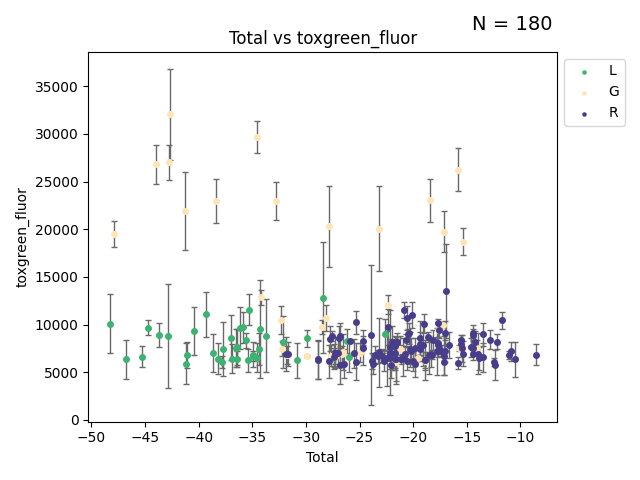 N = 180
Total vs toxgreen_fluor
L
G
R
35000
30000
25000
20000
15000
10000
5000
0
toxgreen_fluor
−50 −45 −40 −35 −30 −25 −20 −15 −10
Total